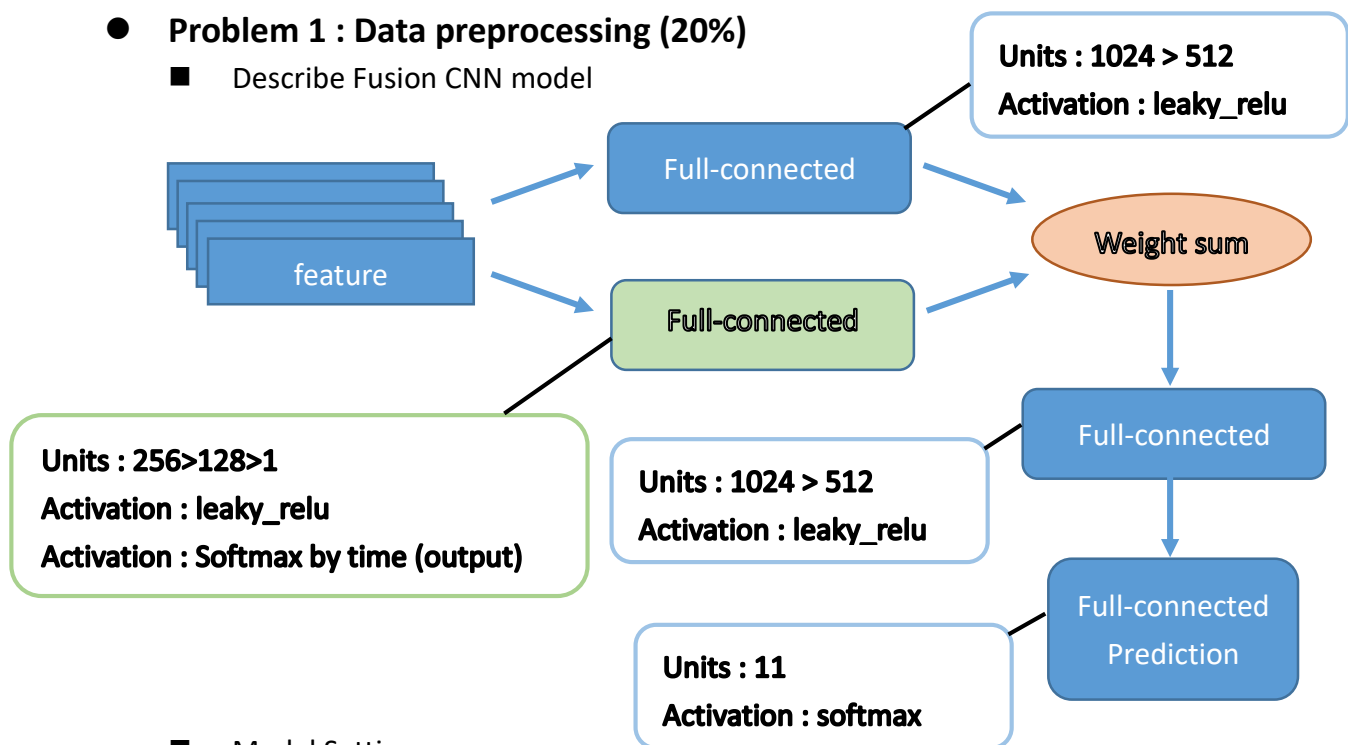 ● Problem 1 : Data preprocessing (20%)
■ Describe Fusion CNN model
Units : 1024 > 512
Activation : leaky_relu
Full-connected
feature
Weight sum
Full-connected
Units : 256>128>1
Activation : leaky_relu
Activation : Softmax by time (output)
Units : 1024 > 512
Activation : leaky_relu
Full-connected
Full-connected
Prediction
Units : 11
Activation : softmax